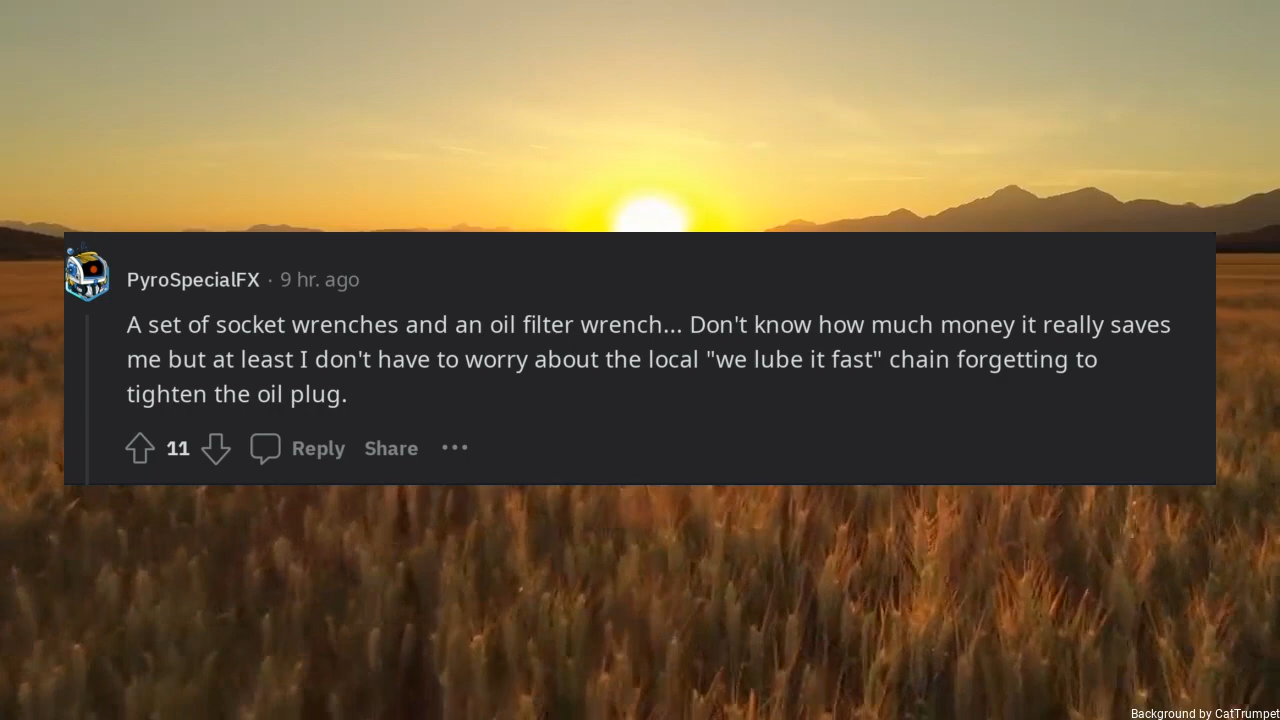 PyroSpecialFX · 9 hr. ago
A set of socket wrenches and an oil filter wrench... Don't know how much money it really saves
me but at least I don't have to worry about the local "we lube it fast" chain forgetting to
tighten the oil plug.
11 Reply Share ···
Background by CatTrumpet